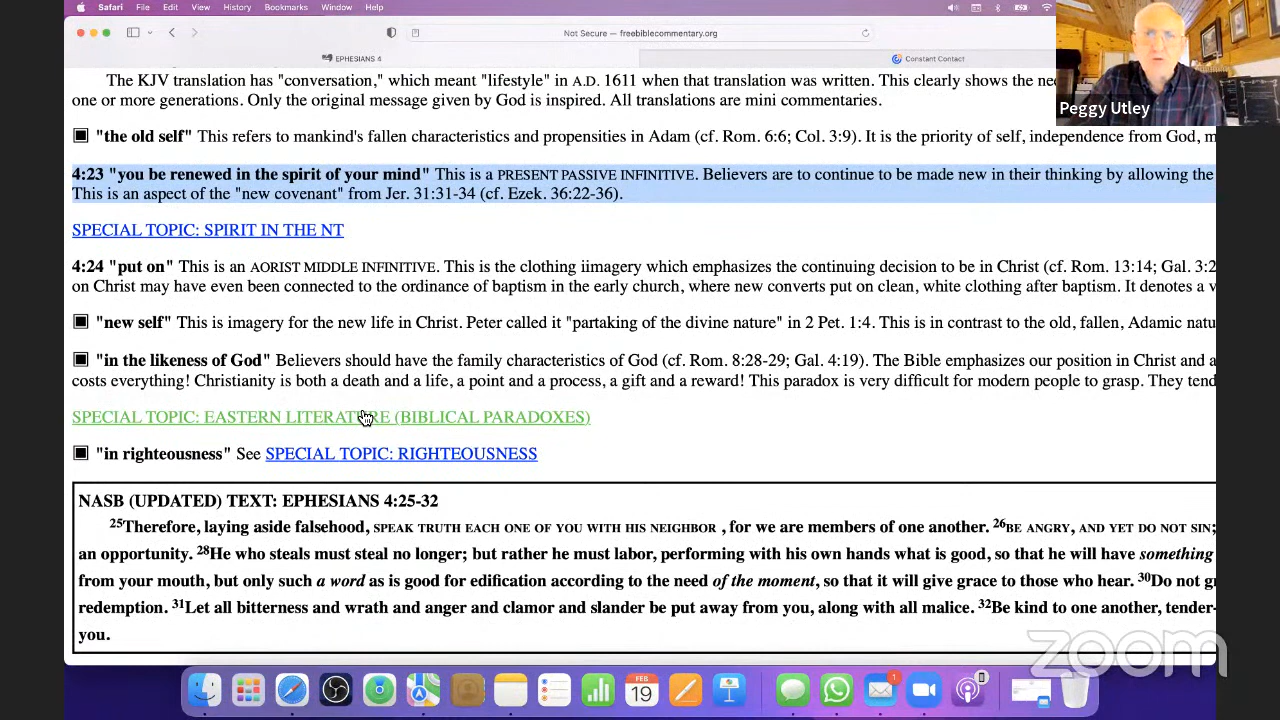 Safari File Edit View History Bookmarks Window Help
Not Secure — freebiblecommentary.org
EPHESIANS 4
Constant Contact
The KJV translation has "conversation," which meant "lifestyle" in A.D. 1611 when that translation was written. This clearly shows the
one or more generations. Only the original message given by God is inspired. All translations are mini commentaries.
Peggy Utley
"the old self" This refers to mankind's fallen characteristics and propensities in Adam (cf. Rom. 6:6; Col. 3:9). It is the priority of self, independence from God,
4:23 "you be renewed in the spirit of your mind" This is a PRESENT PASSIVE INFINITIVE. Believers are to continue to be made new in their thinking by allowing the
This is an aspect of the "new covenant" from Jer. 31:31-34 (cf. Ezek. 36:22-36).
SPECIAL TOPIC: SPIRIT IN THE NT
4:24 "put on" This is an AORIST MIDDLE INFINITIVE. This is the clothing iimagery which emphasizes the continuing decision to be in Christ (cf. Rom. 13:14; Gal. 3:2
on Christ may have even been connected to the ordinance of baptism in the early church, where new converts put on clean, white clothing after baptism. It denotes a v
"new self" This is imagery for the new life in Christ. Peter called it "partaking of the divine nature" in 2 Pet. 1:4. This is in contrast to the old, fallen, Adamic natu
"in the likeness of God" Believers should have the family characteristics of God (cf. Rom. 8:28-29; Gal. 4:19). The Bible emphasizes our position in Christ and a
costs everything! Christianity is both a death and a life, a point and a process, a gift and a reward! This paradox is very difficult for modern people to grasp. They tend
SPECIAL TOPIC: EASTERN LITERATURE (BIBLICAL PARADOXES)
"in righteousness" See SPECIAL TOPIC: RIGHTEOUSNESS
NASB (UPDATED) TEXT: EPHESIANS 4:25-32
25Therefore, laying aside falsehood, SPEAK TRUTH EACH ONE OF YOU WITH HIS NEIGHBOR , for we are members of one another. 26BE ANGRY, AND YET DO NOT SIN;
an opportunity. 28He who steals must steal no longer; but rather he must labor, performing with his own hands what is good, so that he will have something
from your mouth, but only such a word as is good for edification according to the need of the moment, so that it will give grace to those who hear. 30Do not g
redemption. 31Let all bitterness and wrath and anger and clamor and slander be put away from you, along with all malice. 32Be kind to one another, tender-
you.
zoom
FEB
19
1